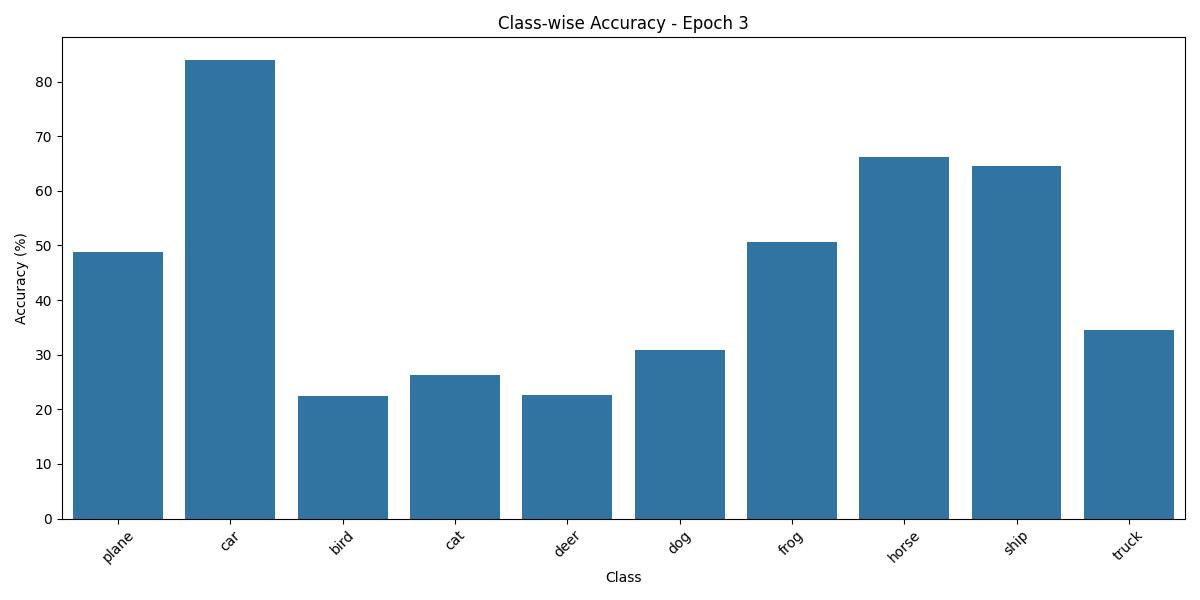 Class-wise Accuracy - Epoch 3
Accuracy (%)
80
70
60
50
40
30
20
10
0
plane
car
bird
cat
deer
dog
frog
horse
ship
truck
Class